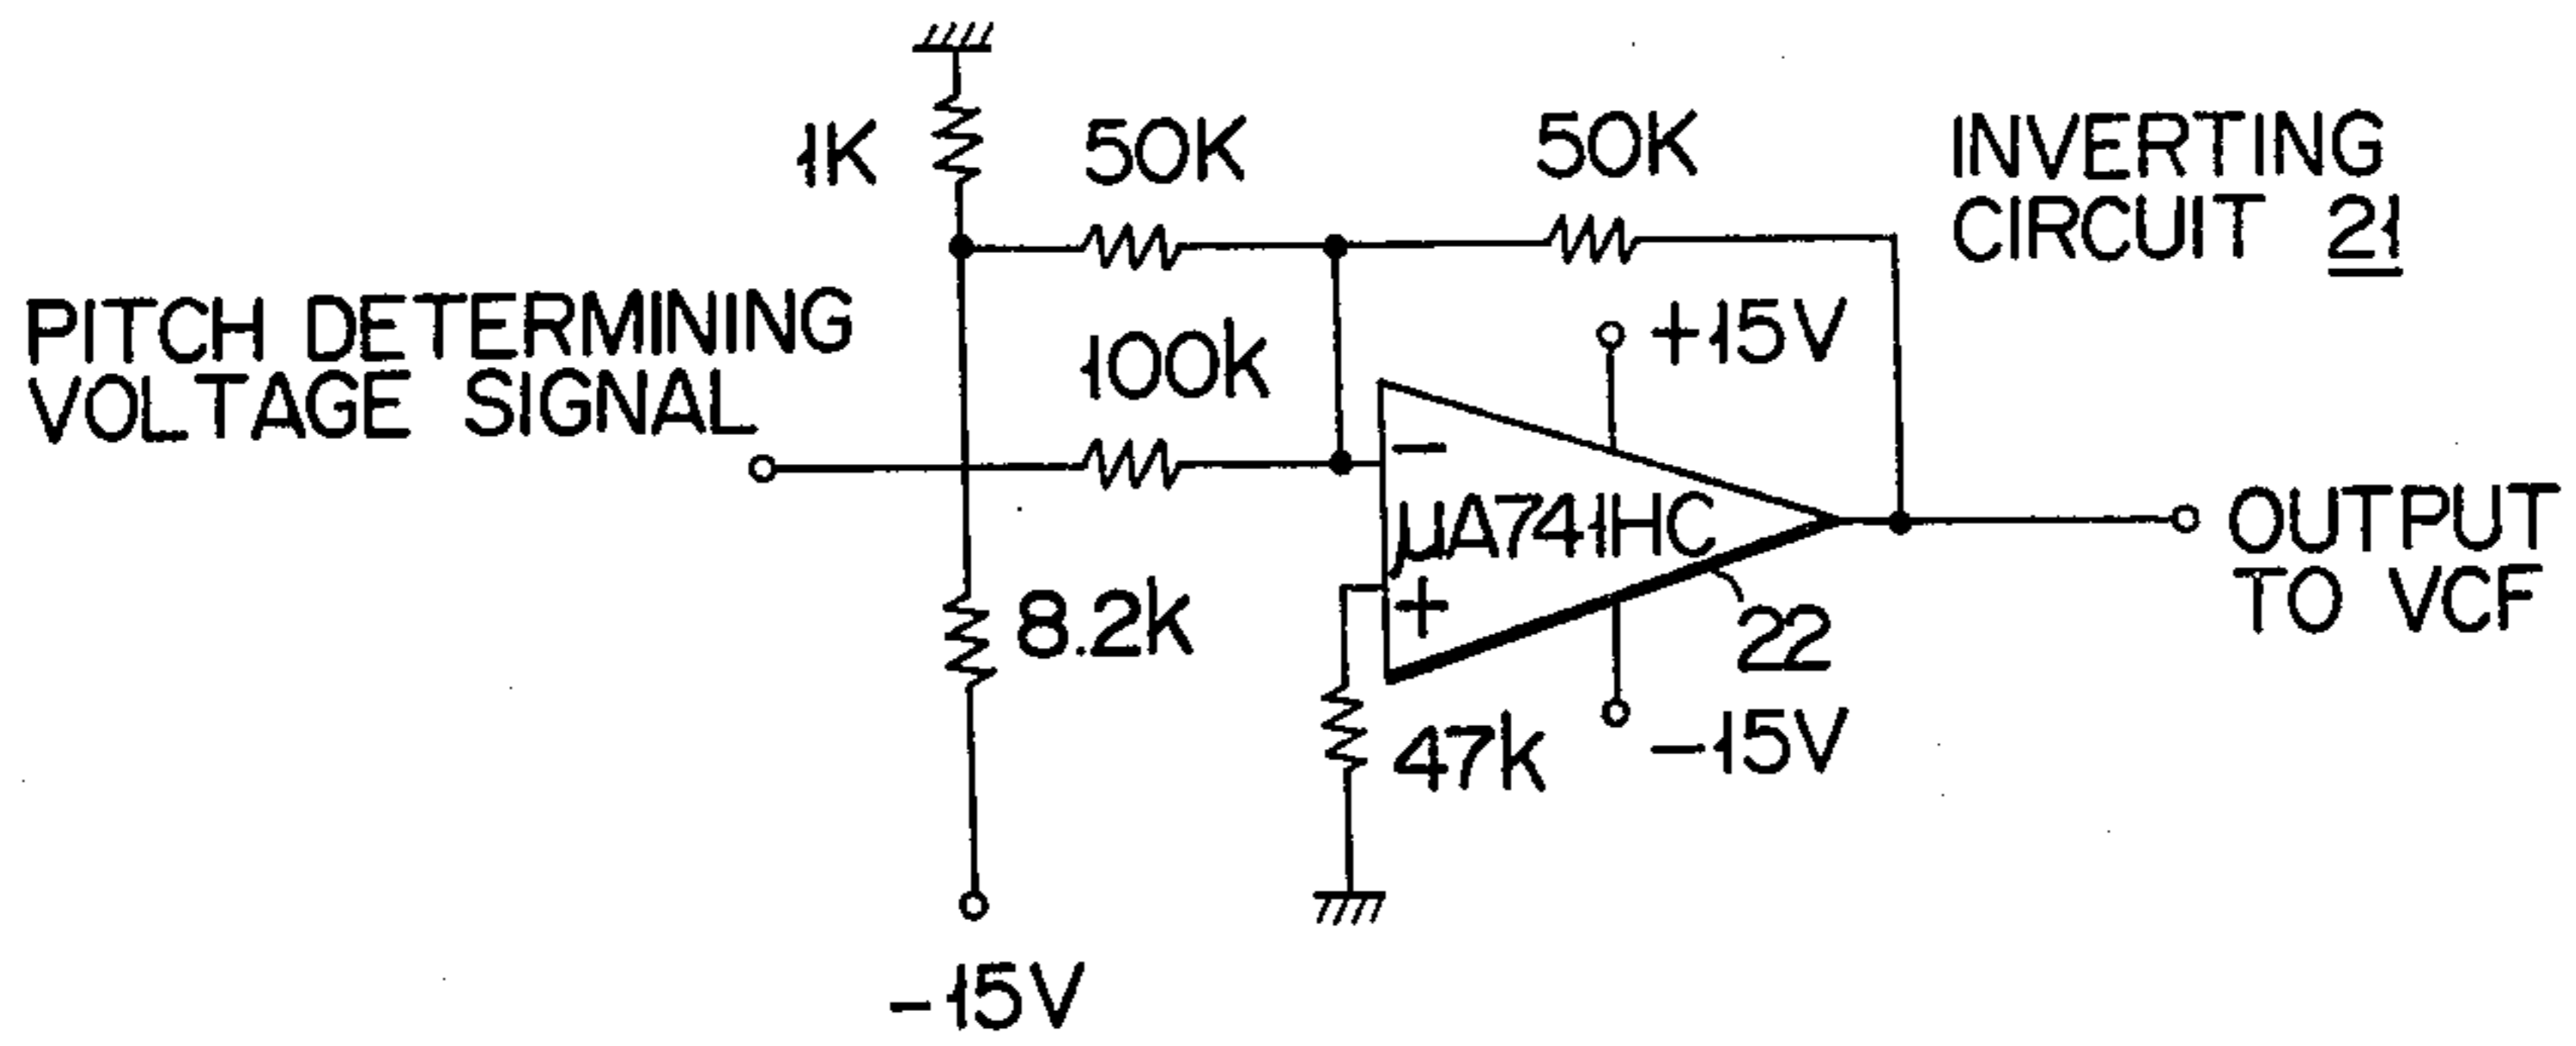 1K
50K
50K
INVERTING
CIRCUIT 21
PITCH DETERMINING
VOLTAGE SIGNAL
100k
+15V
-
μA741HC
+
OUTPUT
TO VCF
8.2k
22
47k
-15V
-15V